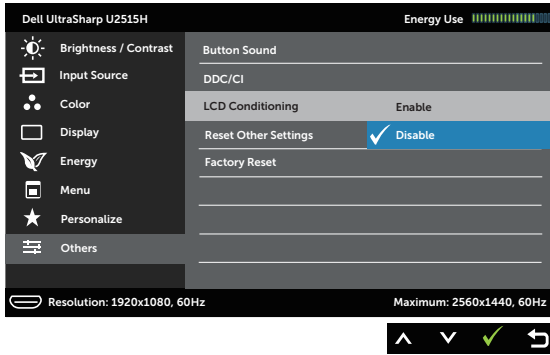 Dell UltraSharp U2515H Energy Use
Brightness / Contrast
Input Source
Color
Display
Energy
Menu
Personalize
Others
Button Sound
DDC/CI
LCD Conditioning Enable
Reset Other Settings Disable
Factory Reset
Resolution: 1920x1080, 60Hz Maximum: 2560x1440, 60Hz